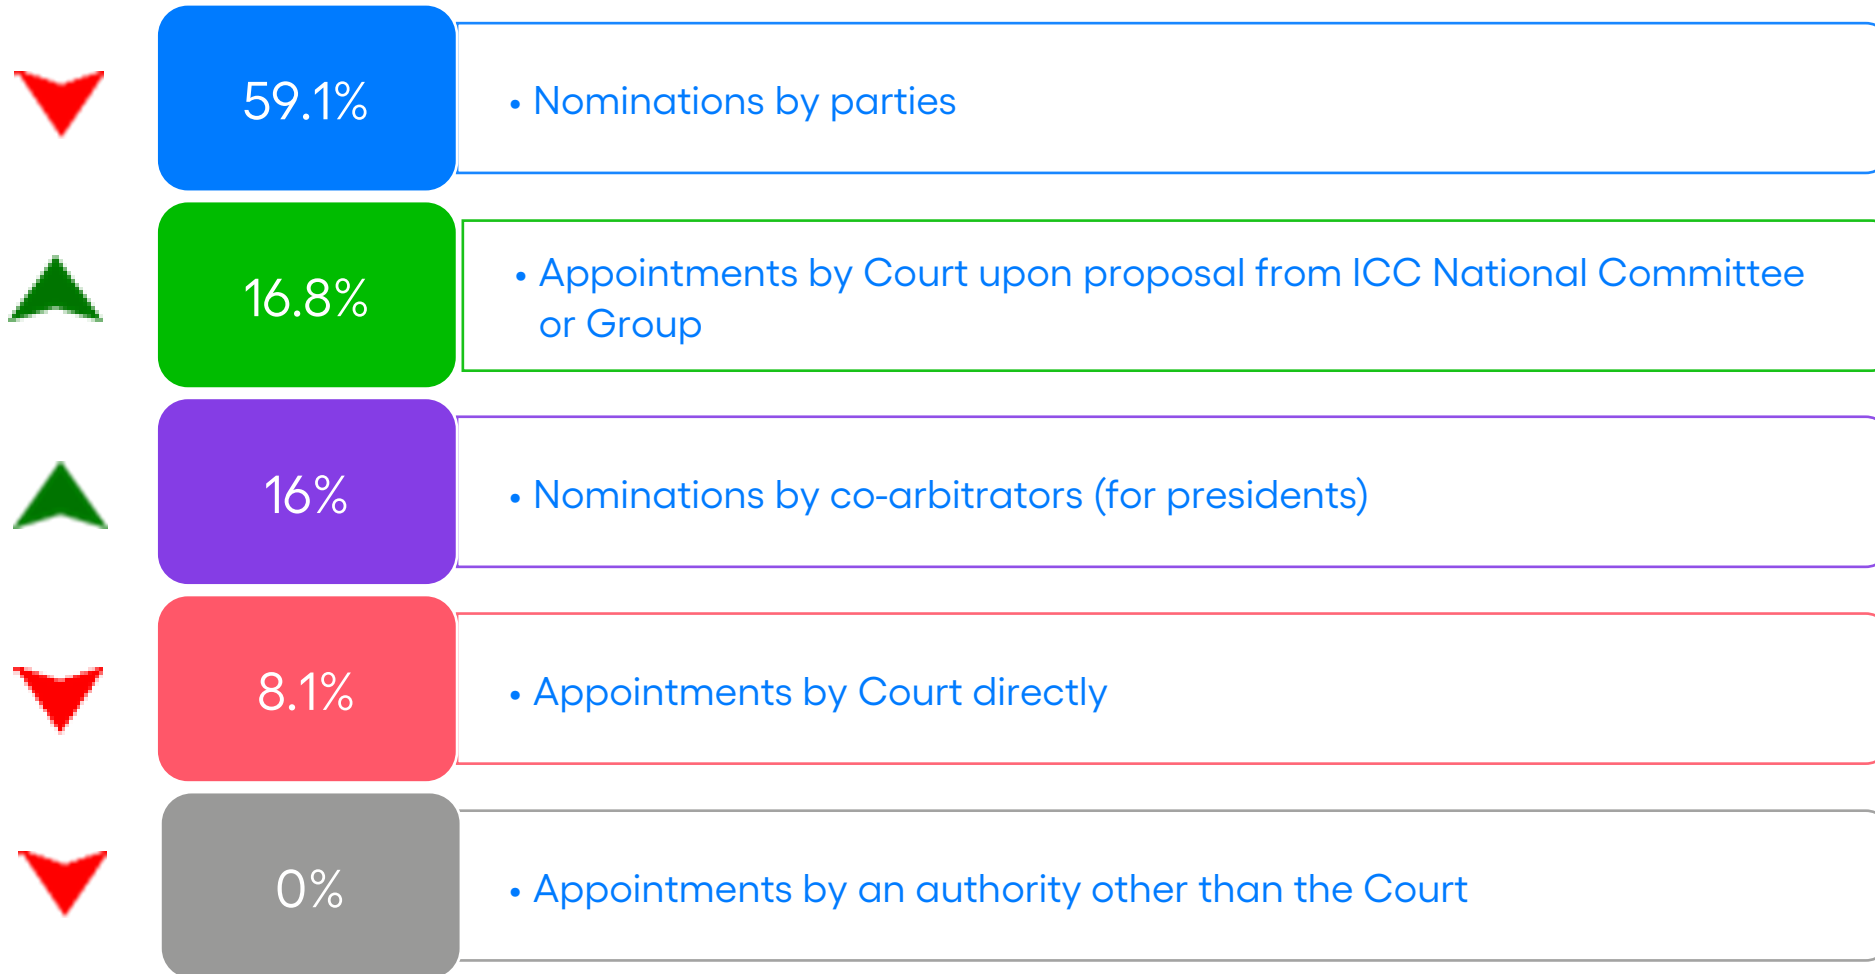 59.1%
• Nominations by parties
16.8%
• Appointments by Court upon proposal from ICC National Committee
or Group
16%
• Nominations by co-arbitrators (for presidents)
8.1%
• Appointments by Court directly
0%
• Appointments by an authority other than the Court